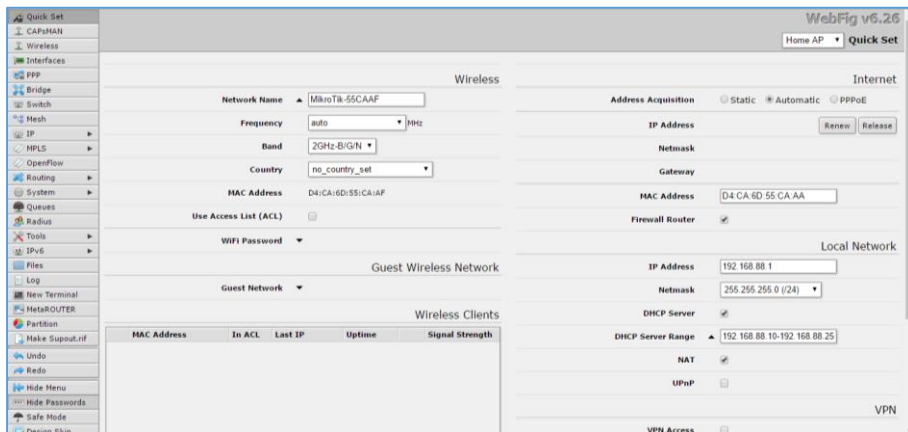 WebFig v6.26
Home AP Quick Set
Quick Set
CAPsMAN
Wireless
Interfaces
PPP
Bridge
Switch
Mesh
IP
MPLS
OpenFlow
Routing
System
Queues
Radius
Tools
IPv6
Files
Log
New Terminal
MetaROUTER
Partition
Make Supout.rif
Undo
Redo
Hide Menu
Hide Passwords
Safe Mode
Design Skin
Wireless
Network Name MikroTik-55CAAF
Frequency auto MHz
Band 2GHz-B/G/N
Country no_country_set
MAC Address D4:CA:6D:55:CA:AF
Use Access List (ACL)
WiFi Password
Guest Wireless Network
Guest Network
Wireless Clients
MAC Address In ACL Last IP Uptime Signal Strength
Internet
Address Acquisition Static Automatic PPPoE
IP Address Renew Release
Netmask
Gateway
MAC Address D4:CA:6D:55:CA:AA
Firewall Router
Local Network
IP Address 192.168.88.1
Netmask 255.255.255.0 (/24)
DHCP Server
DHCP Server Range 192.168.88.10-192.168.88.25
NAT
UPnP
VPN
VPN Access